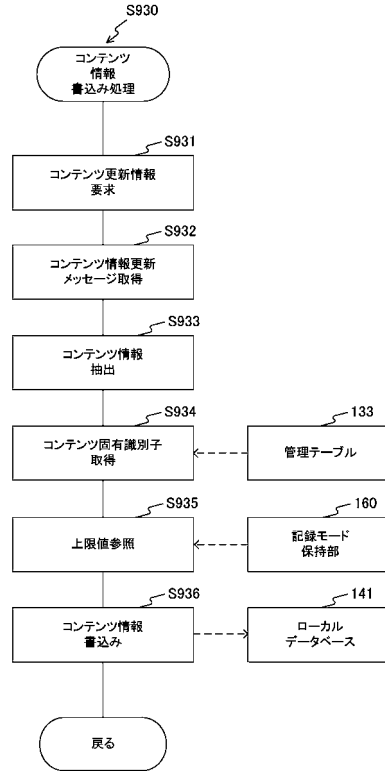 S930
コンテンツ
情報
書込み処理
S931
コンテンツ更新情報
要求
S932
コンテンツ情報更新
メッセージ取得
S933
コンテンツ情報
抽出
S934
コンテンツ固有識別子
取得
133
管理テーブル
S935
上限値参照
160
記録モード
保持部
S936
コンテンツ情報
書込み
141
ローカル
データベース
戻る